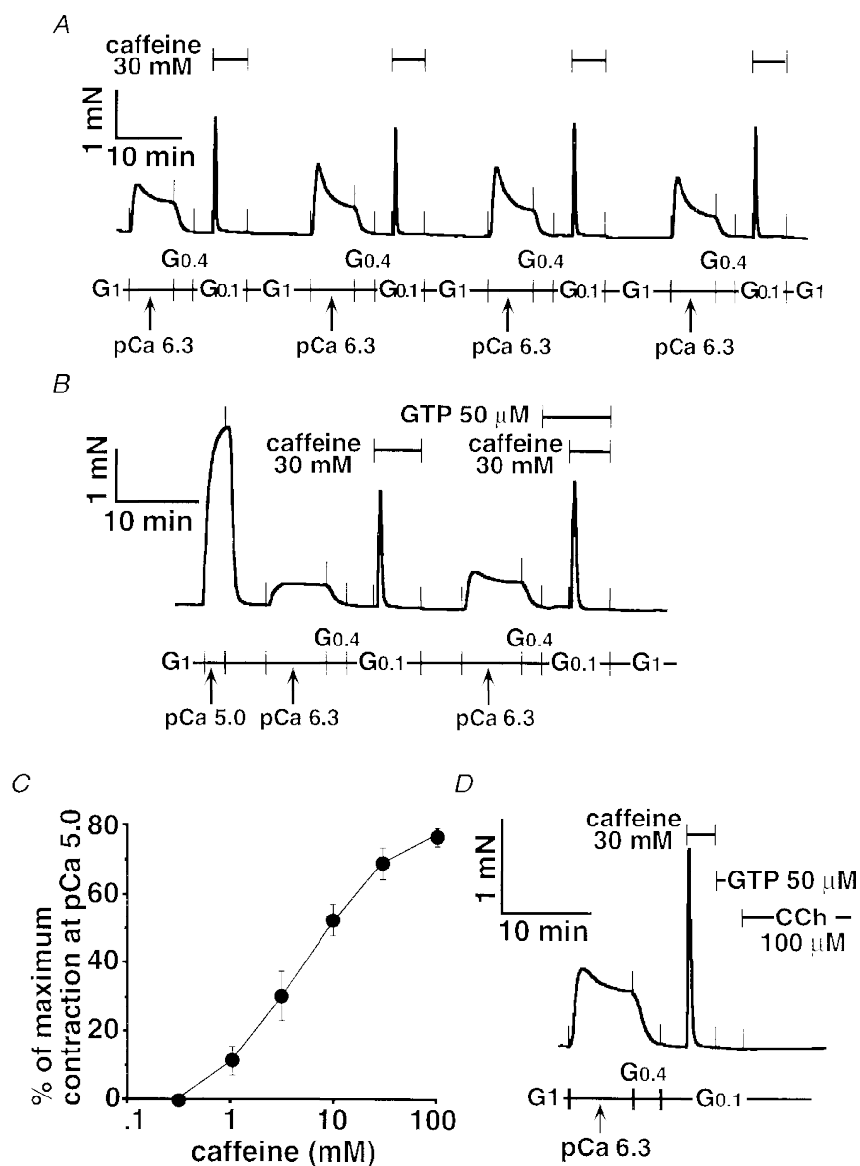 A
caffeine
30 mM
1 mN
10 min
G0.4 G0.4 G0.4 G0.4
G1 G0.1 G1 G0.1 G1 G0.1 G1 G0.1 G1
pCa 6.3 pCa 6.3 pCa 6.3 pCa 6.3
B
GTP 50 μM
caffeine caffeine
30 mM 30 mM
1 mN
10 min
G0.4 G0.4
G1 G0.1 G0.1 G1
pCa 5.0 pCa 6.3 pCa 6.3
C
% of maximum
contraction at pCa 5.0
80
60
40
20
0
.1 1 10 100
caffeine (mM)
D
caffeine
30 mM
1 mN
10 min
GTP 50 μM
CCh
100 μM
G0.4
G1 G0.1
pCa 6.3